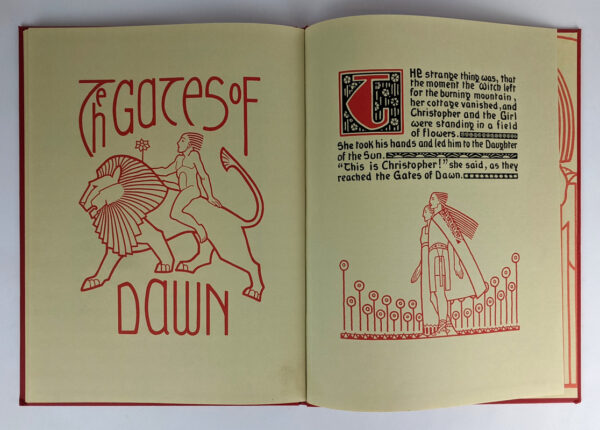 The GATES OF
DAWN
THE strange thing was, that
the moment the Witch left
for the burning mountain,
her cottage vanished, and
Christopher and the Girl
were standing in a field
of flowers.
She took his hands and led him to the Daughter
of the Sun.
"This is Christopher!" she said, as they
reached the Gates of Dawn.